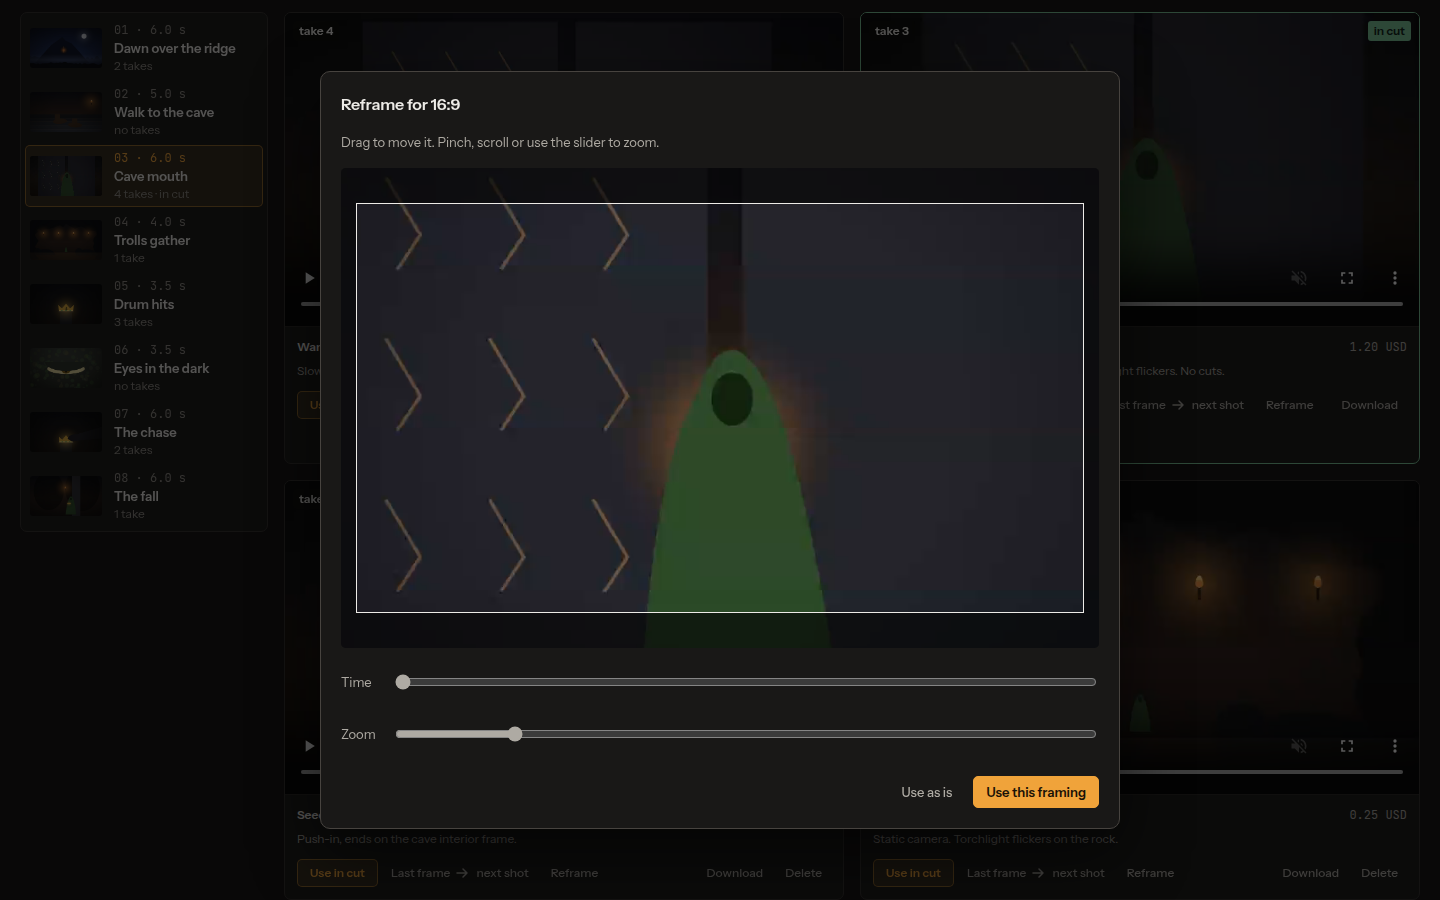 01 · 6.0 s
Dawn over the ridge
2 takes
02 · 5.0 s
Walk to the cave
no takes
03 · 6.0 s
Cave mouth
4 takes · in cut
04 · 4.0 s
Trolls gather
1 take
05 · 3.5 s
Drum hits
3 takes
06 · 3.5 s
Eyes in the dark
no takes
07 · 6.0 s
The chase
2 takes
08 · 6.0 s
The fall
1 take
take 4
take 3
in cut
Reframe for 16:9
Drag to move it. Pinch, scroll or use the slider to zoom.
Time
Zoom
Use as is
Use this framing
1.20 USD
flickers. No cuts.
frame → next shot
Reframe
Download
0.25 USD
Push-in, ends on the cave interior frame.
Use in cut
Last frame → next shot
Reframe
Download
Delete
Static camera. Torchlight flickers on the rock.
Use in cut
Last frame → next shot
Reframe
Download
Delete